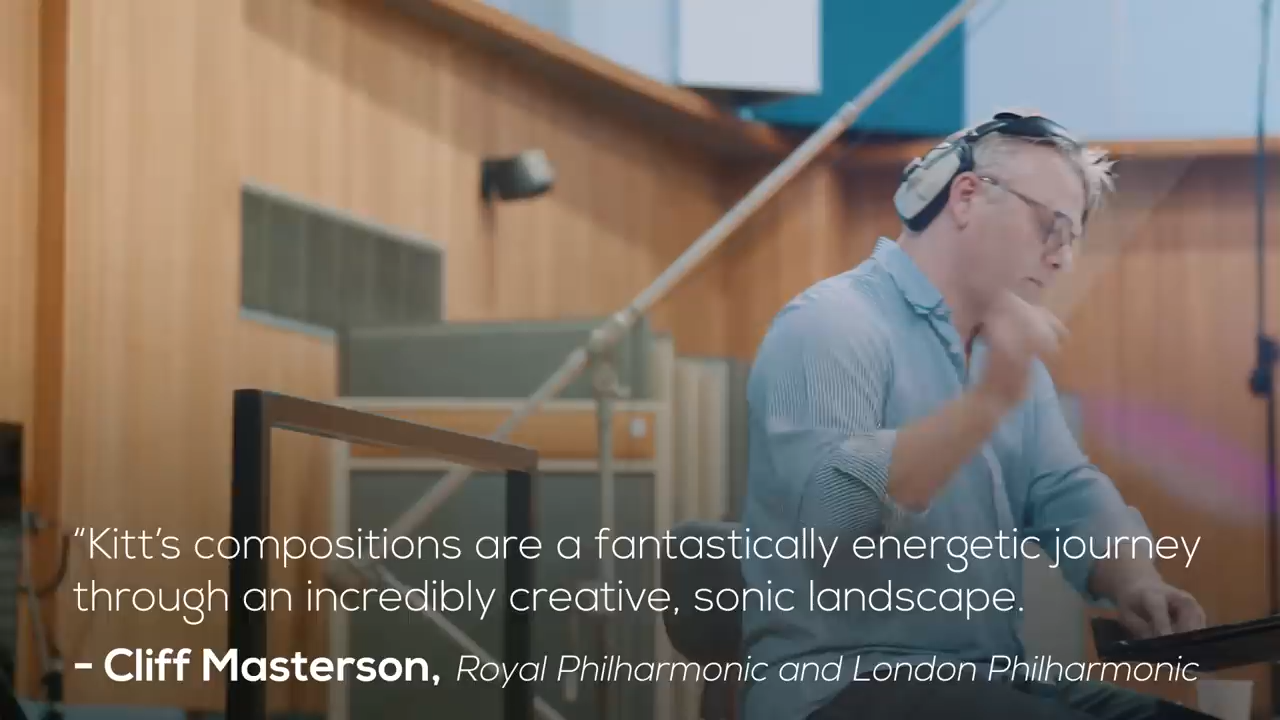 “Kitt’s compositions are a fantastically energetic journey
through an incredibly creative, sonic landscape.
– Cliff Masterson, Royal Philharmonic and London Philharmonic